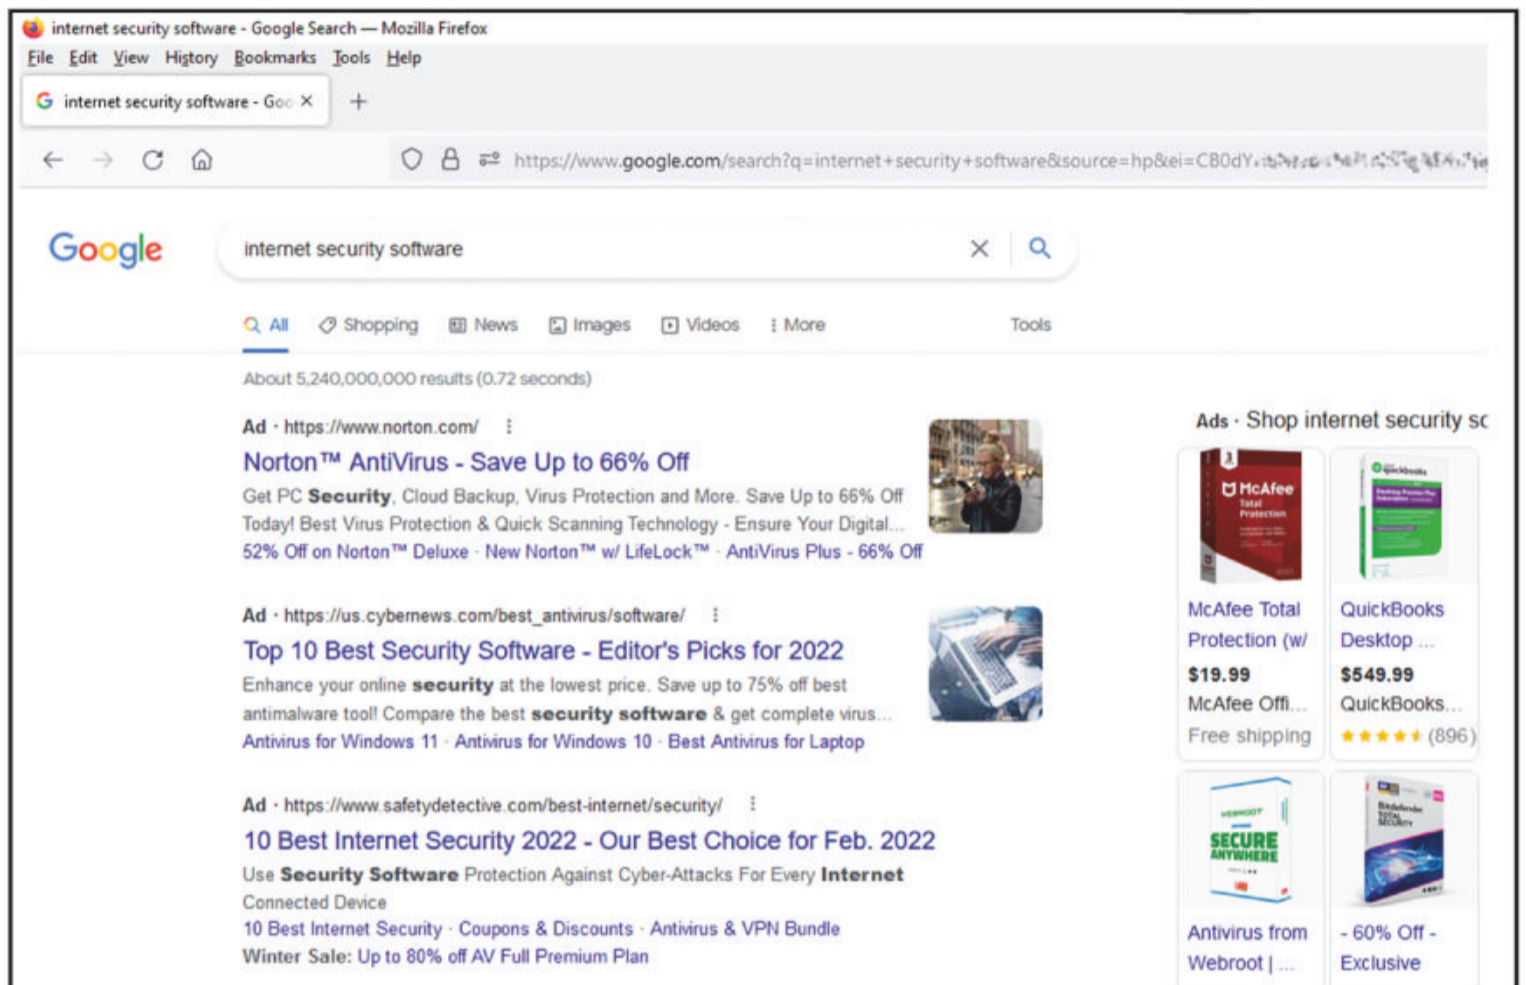 internet security software - Google Search — Mozilla Firefox
File Edit View History Bookmarks Tools Help
internet security software - Goo
https://www.google.com/search?q=internet+security+software&source=hp&ei=CB0dY
Google
internet security software
All Shopping News Images Videos More Tools
About 5,240,000,000 results (0.72 seconds)
Ad · https://www.norton.com/
Norton™ AntiVirus - Save Up to 66% Off
Get PC Security, Cloud Backup, Virus Protection and More. Save Up to 66% Off
Today! Best Virus Protection & Quick Scanning Technology - Ensure Your Digital...
52% Off on Norton™ Deluxe · New Norton™ w/ LifeLock™ · AntiVirus Plus - 66% Off
Ad · https://us.cybernews.com/best_antivirus/software/
Top 10 Best Security Software - Editor's Picks for 2022
Enhance your online security at the lowest price. Save up to 75% off best
antimalware tool! Compare the best security software & get complete virus...
Antivirus for Windows 11 · Antivirus for Windows 10 · Best Antivirus for Laptop
Ad · https://www.safetydetective.com/best-internet/security/
10 Best Internet Security 2022 - Our Best Choice for Feb. 2022
Use Security Software Protection Against Cyber-Attacks For Every Internet
Connected Device
10 Best Internet Security · Coupons & Discounts · Antivirus & VPN Bundle
Winter Sale: Up to 80% off AV Full Premium Plan
Ads · Shop internet security sc
3
McAfee
Total
Protection
quickbooks
McAfee Total
Protection (w/
$19.99
McAfee Offi...
Free shipping
QuickBooks
Desktop ...
$549.99
QuickBooks...
(896)
WEBROOT
SECURE
ANYWHERE
Bitdefender
TOTAL
SECURITY
Antivirus from
Webroot | ...
- 60% Off -
Exclusive